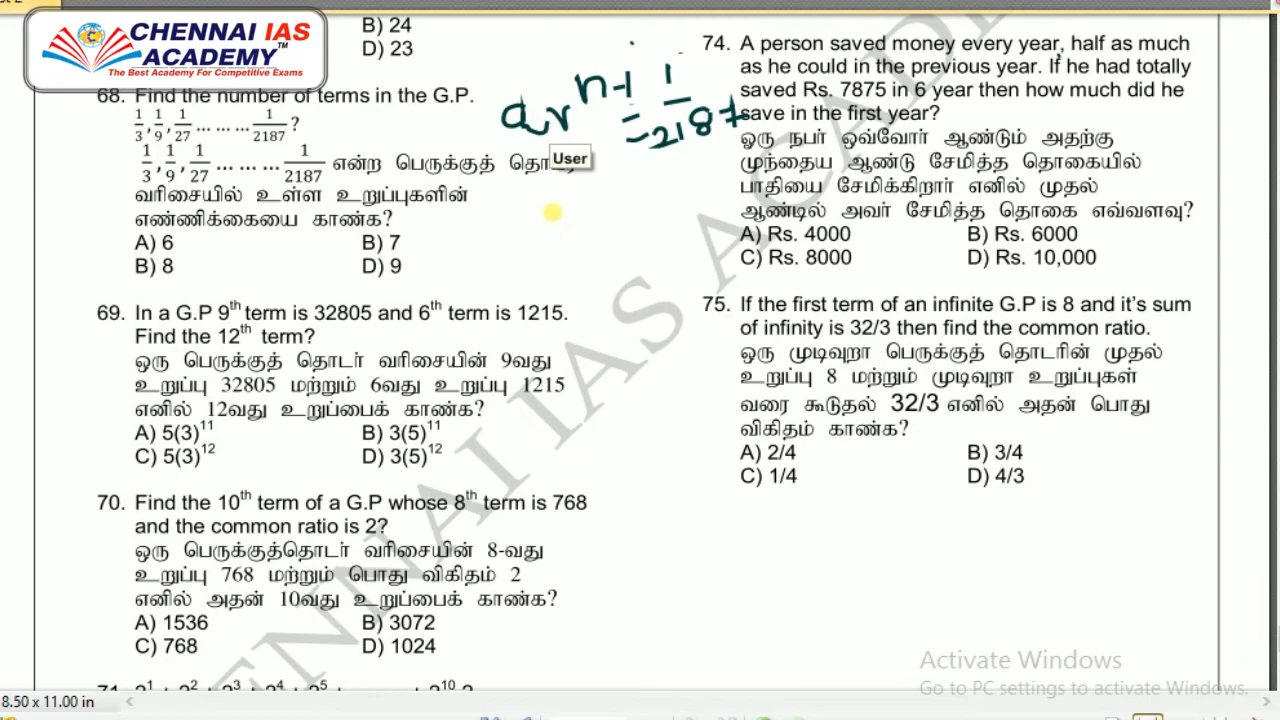 CHENNAI IAS
ACADEMY™
The Best Academy For Competitive Exams
B) 24
D) 23
68. Find the number of terms in the G.P.
1/3, 1/9, 1/27 ... ... ... 1/2187?
1/3, 1/9, 1/27 ... ... ... 1/2187 என்ற பெருக்குத்
வரிசையில் உள்ள உறுப்புகளின்
எண்ணிக்கையை காண்க?
A) 6 B) 7
B) 8 D) 9
ar^n-1 = 1/2187
User
69. In a G.P 9th term is 32805 and 6th term is 1215.
Find the 12th term?
ஒரு பெருக்குத் தொடர் வரிசையின் 9வது
உறுப்பு 32805 மற்றும் 6வது உறுப்பு 1215
எனில் 12வது உறுப்பைக் காண்க?
A) 5(3)^11 B) 3(5)^11
C) 5(3)^12 D) 3(5)^12
70. Find the 10th term of a G.P whose 8th term is 768
and the common ratio is 2?
ஒரு பெருக்குத்தொடர் வரிசையின் 8-வது
உறுப்பு 768 மற்றும் பொது விகிதம் 2
எனில் அதன் 10வது உறுப்பைக் காண்க?
A) 1536 B) 3072
C) 768 D) 1024
74. A person saved money every year, half as much
as he could in the previous year. If he had totally
saved Rs. 7875 in 6 year then how much did he
save in the first year?
ஒரு நபர் ஒவ்வோர் ஆண்டும் அதற்கு
முந்தைய ஆண்டு சேமித்த தொகையில்
பாதியை சேமிக்கிறார் எனில் முதல்
ஆண்டில் அவர் சேமித்த தொகை எவ்வளவு?
A) Rs. 4000 B) Rs. 6000
C) Rs. 8000 D) Rs. 10,000
75. If the first term of an infinite G.P is 8 and it's sum
of infinity is 32/3 then find the common ratio.
ஒரு முடிவுறா பெருக்குத் தொடரின் முதல்
உறுப்பு 8 மற்றும் முடிவுறா உறுப்புகள்
வரை கூடுதல் 32/3 எனில் அதன் பொது
விகிதம் காண்க?
A) 2/4 B) 3/4
C) 1/4 D) 4/3
Activate Windows
Go to PC settings to activate Windows.
8.50 x 11.00 in